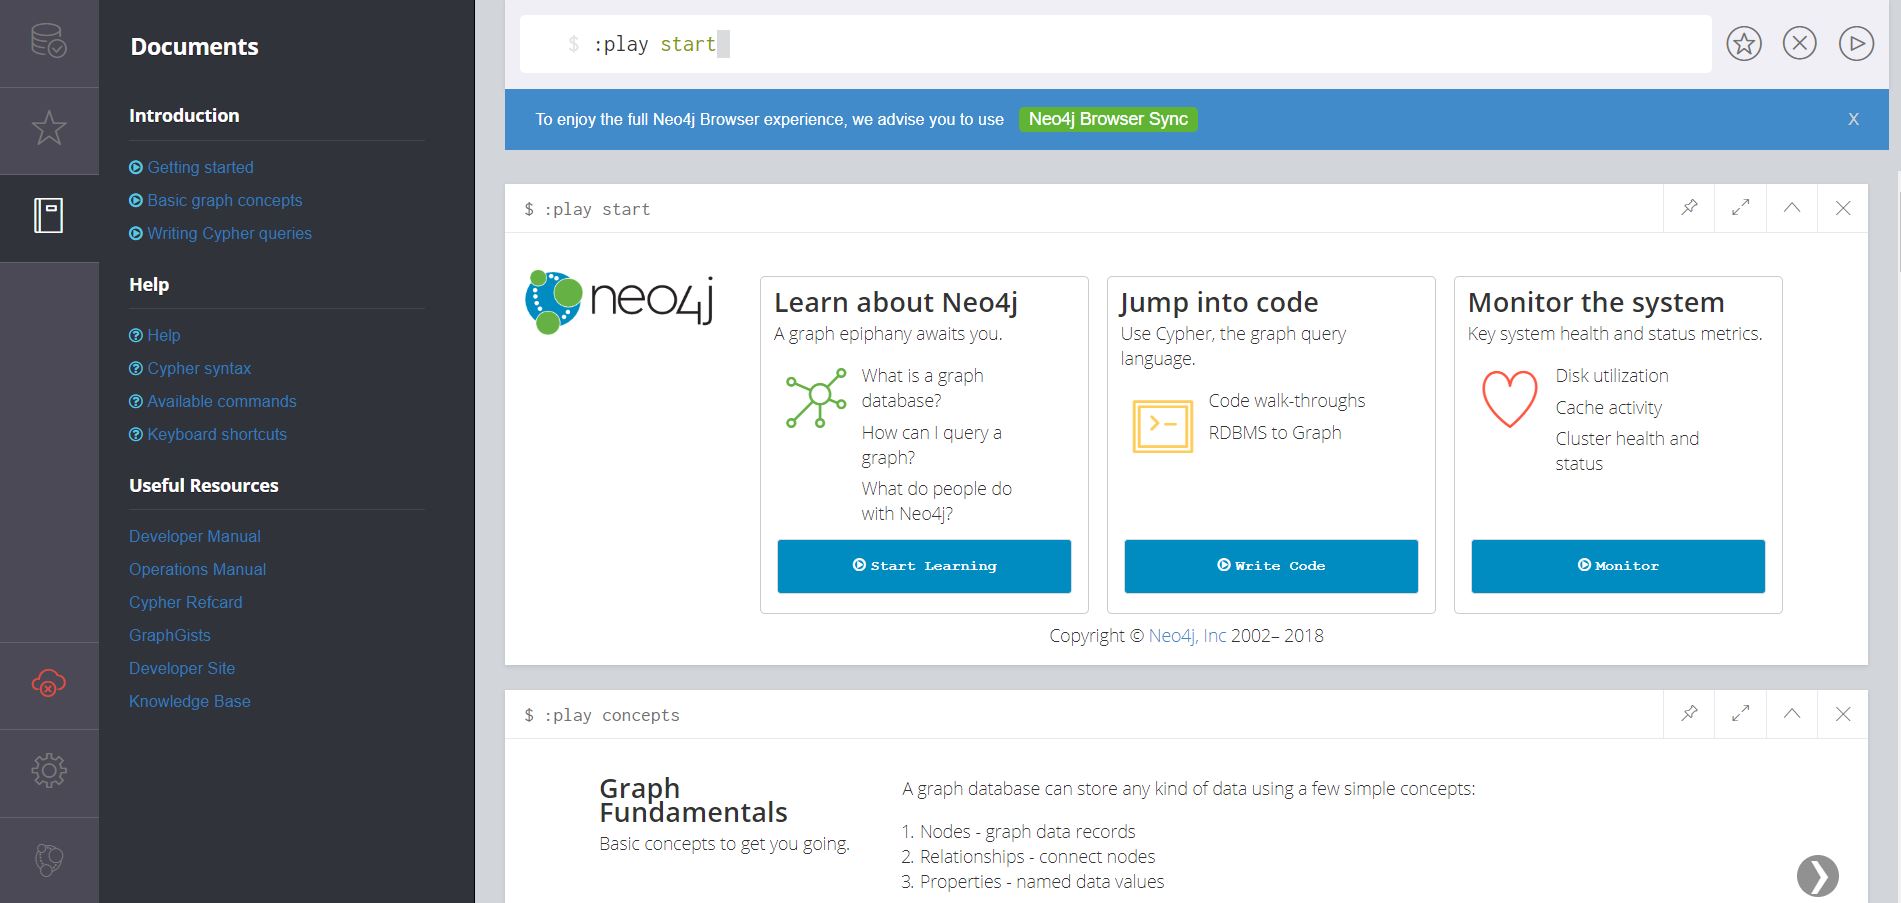 Documents
Introduction
Getting started
Basic graph concepts
Writing Cypher queries
Help
Help
Cypher syntax
Available commands
Keyboard shortcuts
Useful Resources
Developer Manual
Operations Manual
Cypher Refcard
GraphGists
Developer Site
Knowledge Base
$ :play start
To enjoy the full Neo4j Browser experience, we advise you to use Neo4j Browser Sync X
$ :play start
neo4j
Learn about Neo4j
A graph epiphany awaits you.
What is a graph
database?
How can I query a
graph?
What do people do
with Neo4j?
Start Learning
Jump into code
Use Cypher, the graph query
language.
Code walk-throughs
RDBMS to Graph
Write Code
Monitor the system
Key system health and status metrics.
Disk utilization
Cache activity
Cluster health and
status
Monitor
Copyright © Neo4j, Inc 2002– 2018
$ :play concepts
Graph
Fundamentals
Basic concepts to get you going.
A graph database can store any kind of data using a few simple concepts:
1. Nodes - graph data records
2. Relationships - connect nodes
3. Properties - named data values